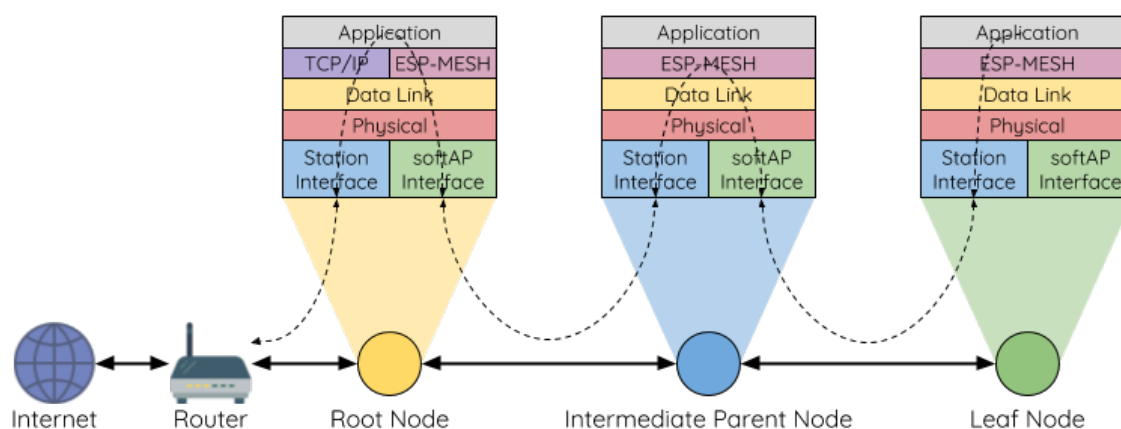 Application
TCP/IP
ESP-MESH
Data Link
Physical
Station
Interface
softAP
Interface
Application
ESP-MESH
Data Link
Physical
Station
Interface
softAP
Interface
Application
ESP-MESH
Data Link
Physical
Station
Interface
softAP
Interface
Internet
Router
Root Node
Intermediate Parent Node
Leaf Node